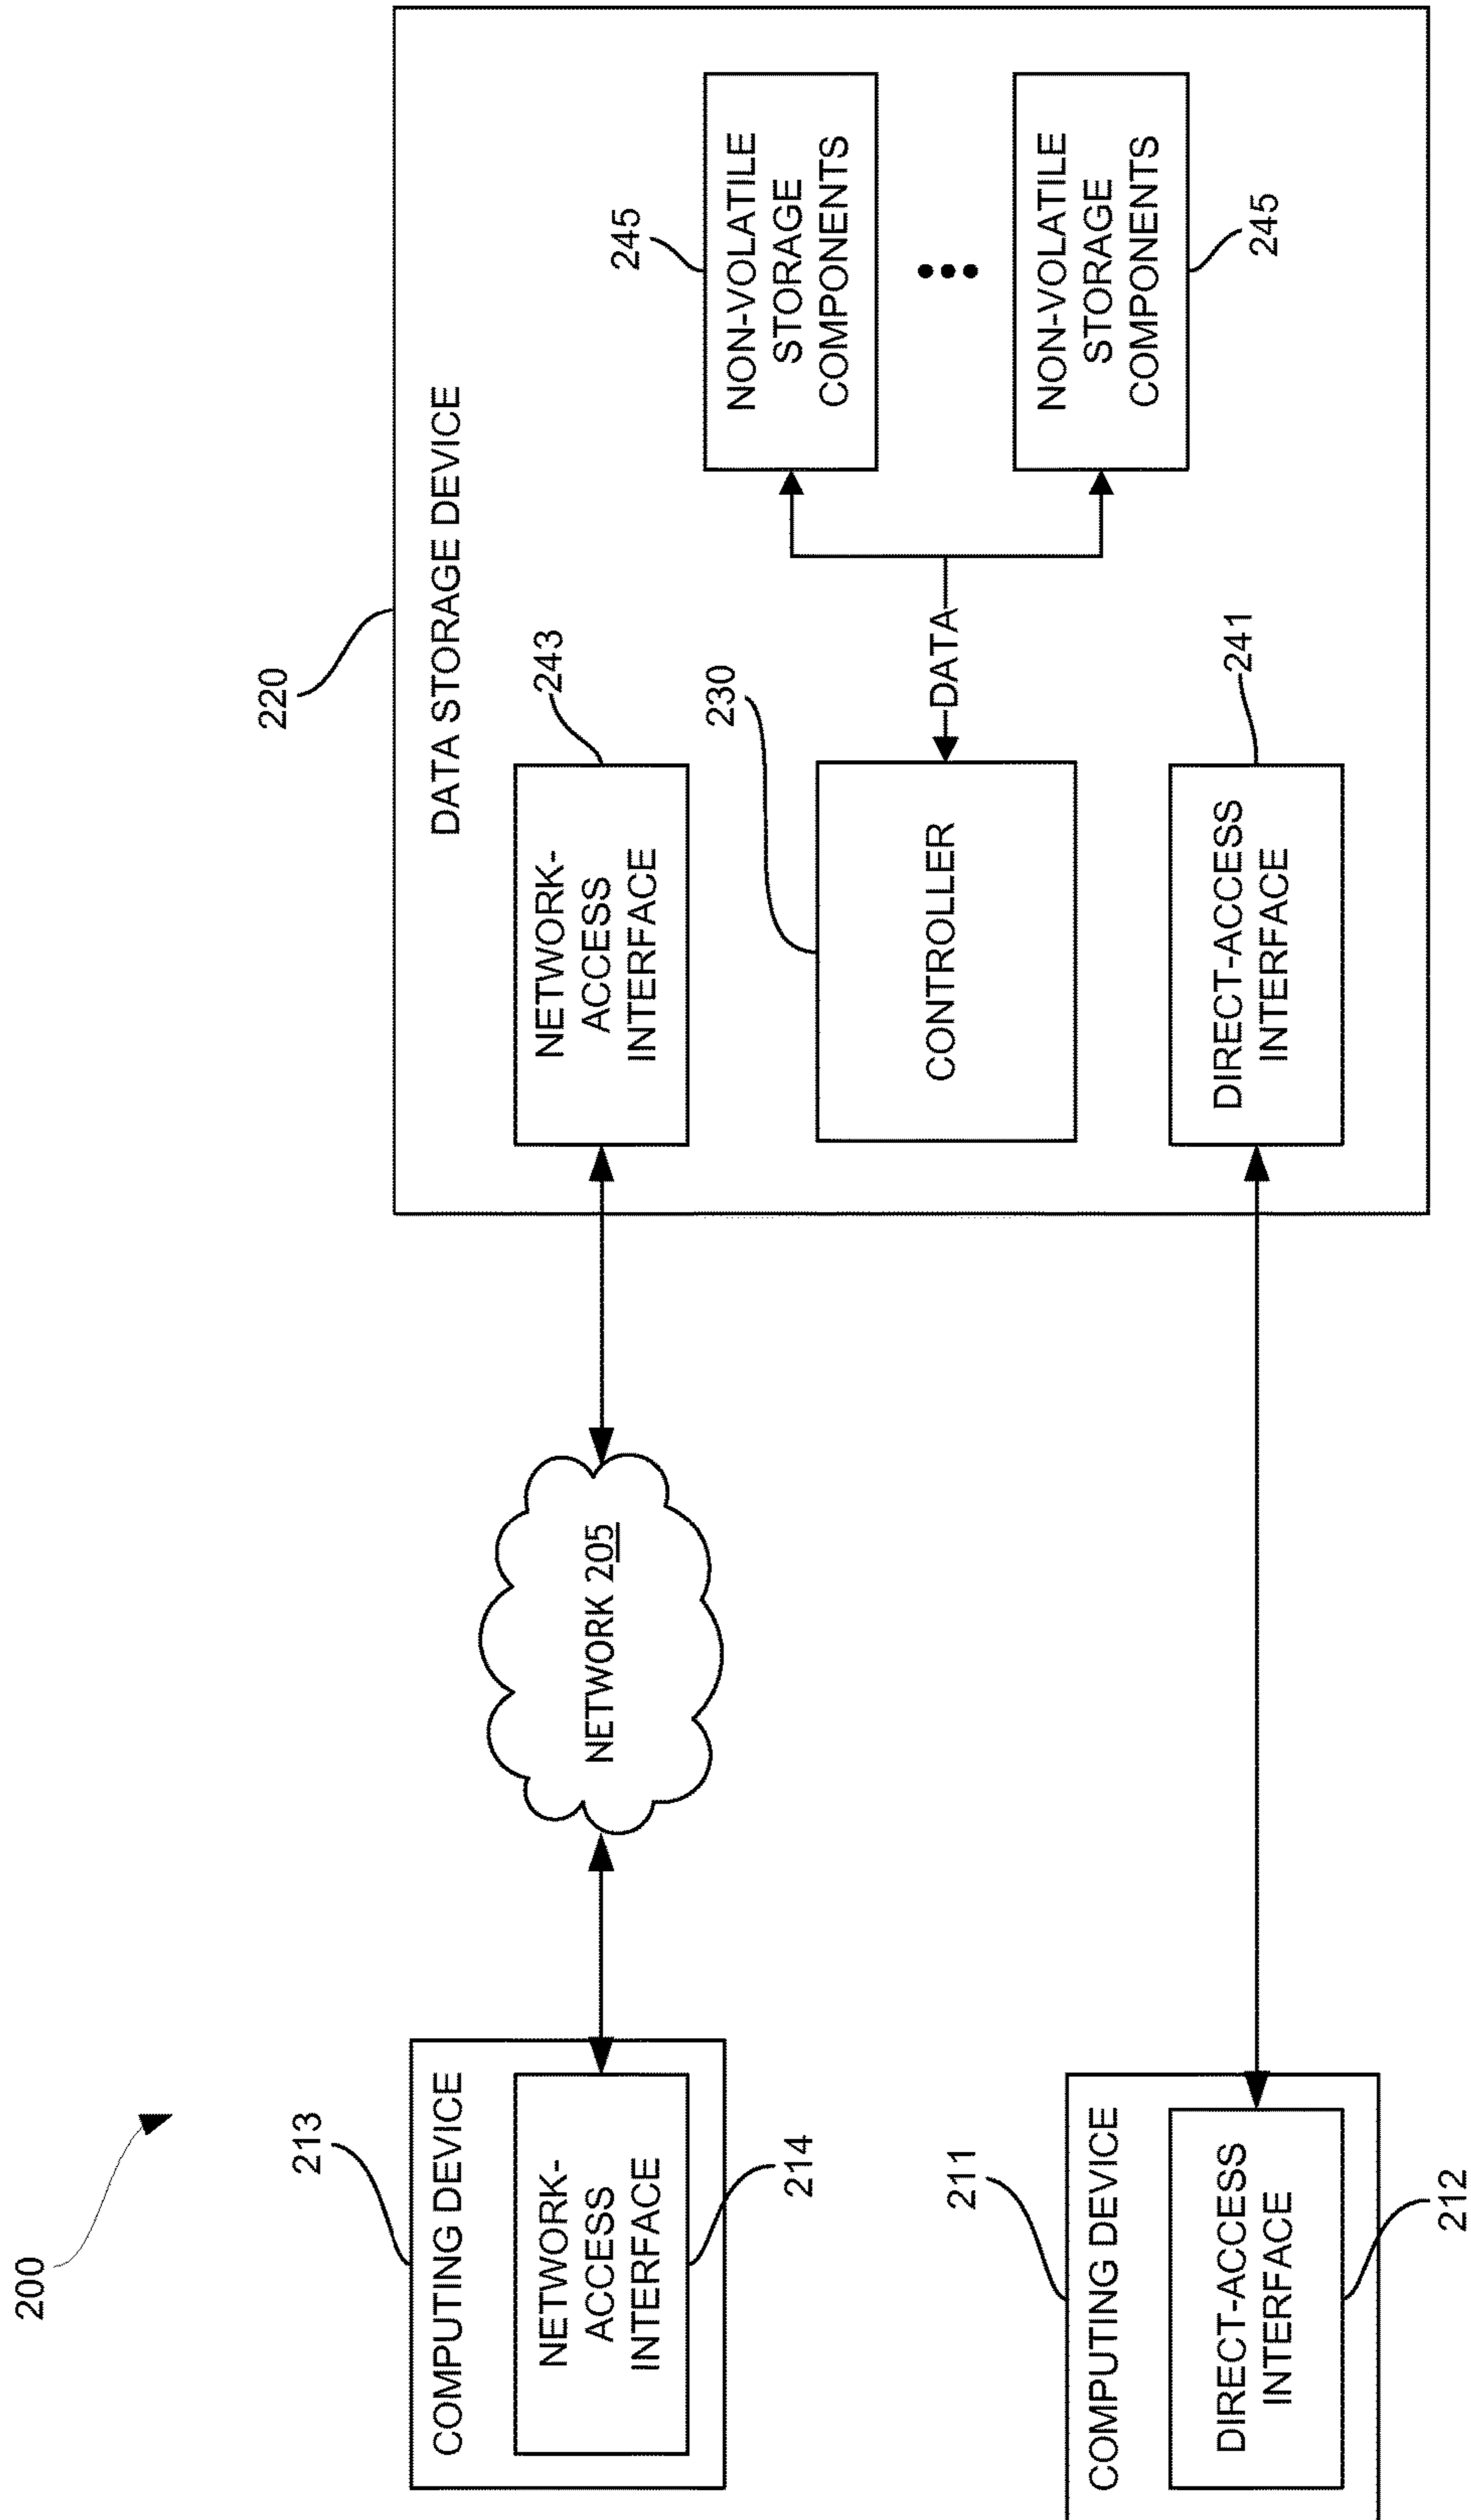 200
220
DATA STORAGE DEVICE
213
COMPUTING DEVICE
NETWORK-
ACCESS
INTERFACE
214
NETWORK 205
243
NETWORK-
ACCESS
INTERFACE
245
NON-VOLATILE
STORAGE
COMPONENTS
230
CONTROLLER
DATA
NON-VOLATILE
STORAGE
COMPONENTS
245
211
COMPUTING DEVICE
DIRECT-ACCESS
INTERFACE
212
241
DIRECT-ACCESS
INTERFACE